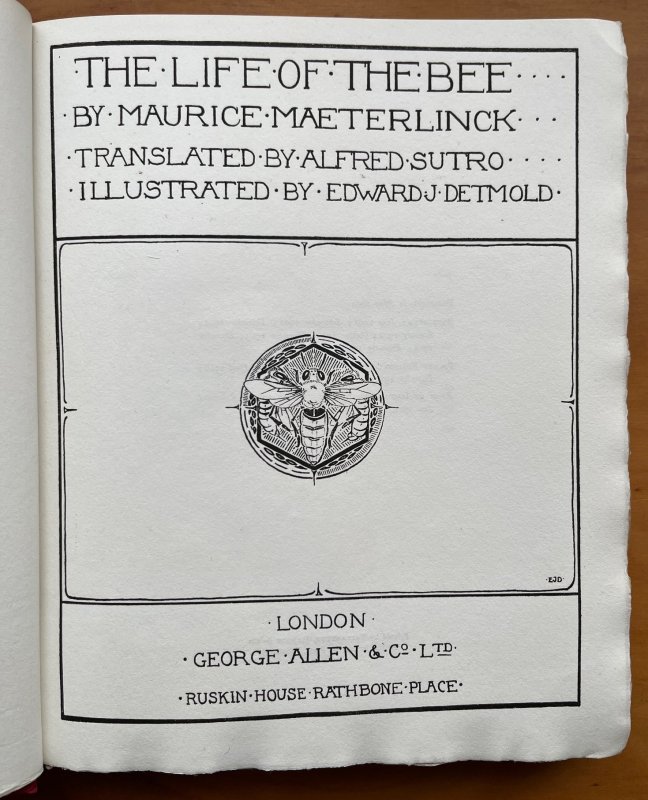 ·THE·LIFE·OF·THE·BEE····
·BY·MAURICE·MAETERLINCK···
·TRANSLATED·BY·ALFRED·SUTRO····
·ILLUSTRATED·BY·EDWARD·J·DETMOLD·
·EJD·
·LONDON·
·GEORGE·ALLEN·&·Cº·LTD·
·RUSKIN·HOUSE·RATHBONE·PLACE·